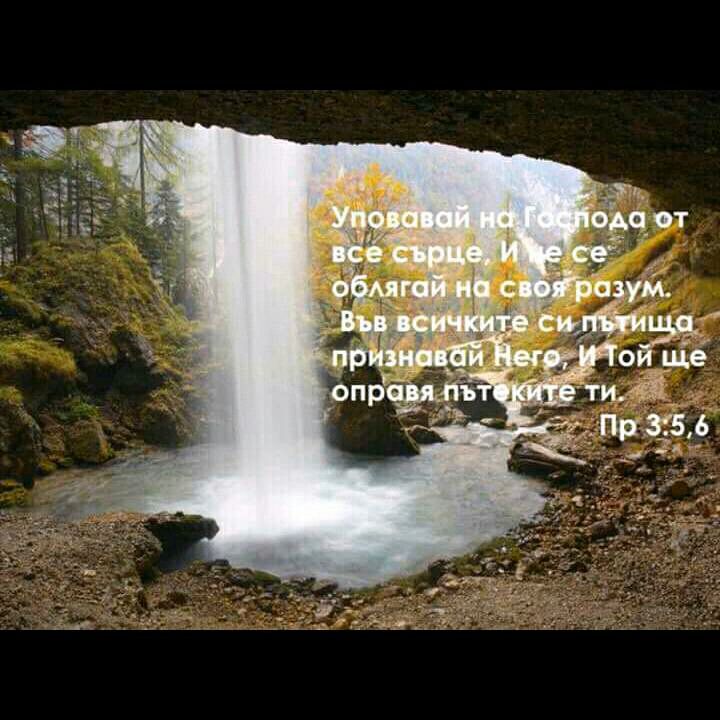 Уповавай на Господа от
все сърце, И не се
облягай на своя разум.
Във всичките си пътища
признавай Него, И Той ще
оправя пътеките ти.
Пр 3:5,6